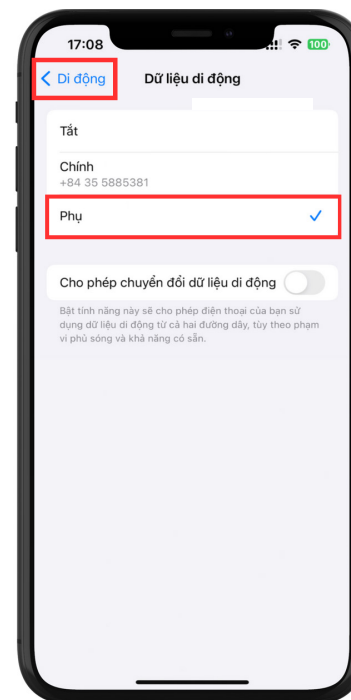 17:08
100
Di động
Dữ liệu di động
Tắt
Chính
+84 35 5885381
Phụ
Cho phép chuyển đổi dữ liệu di động
Bật tính năng này sẽ cho phép điện thoại của bạn sử
dụng dữ liệu di động từ cả hai đường dây, tùy theo phạm
vi phủ sóng và khả năng có sẵn.